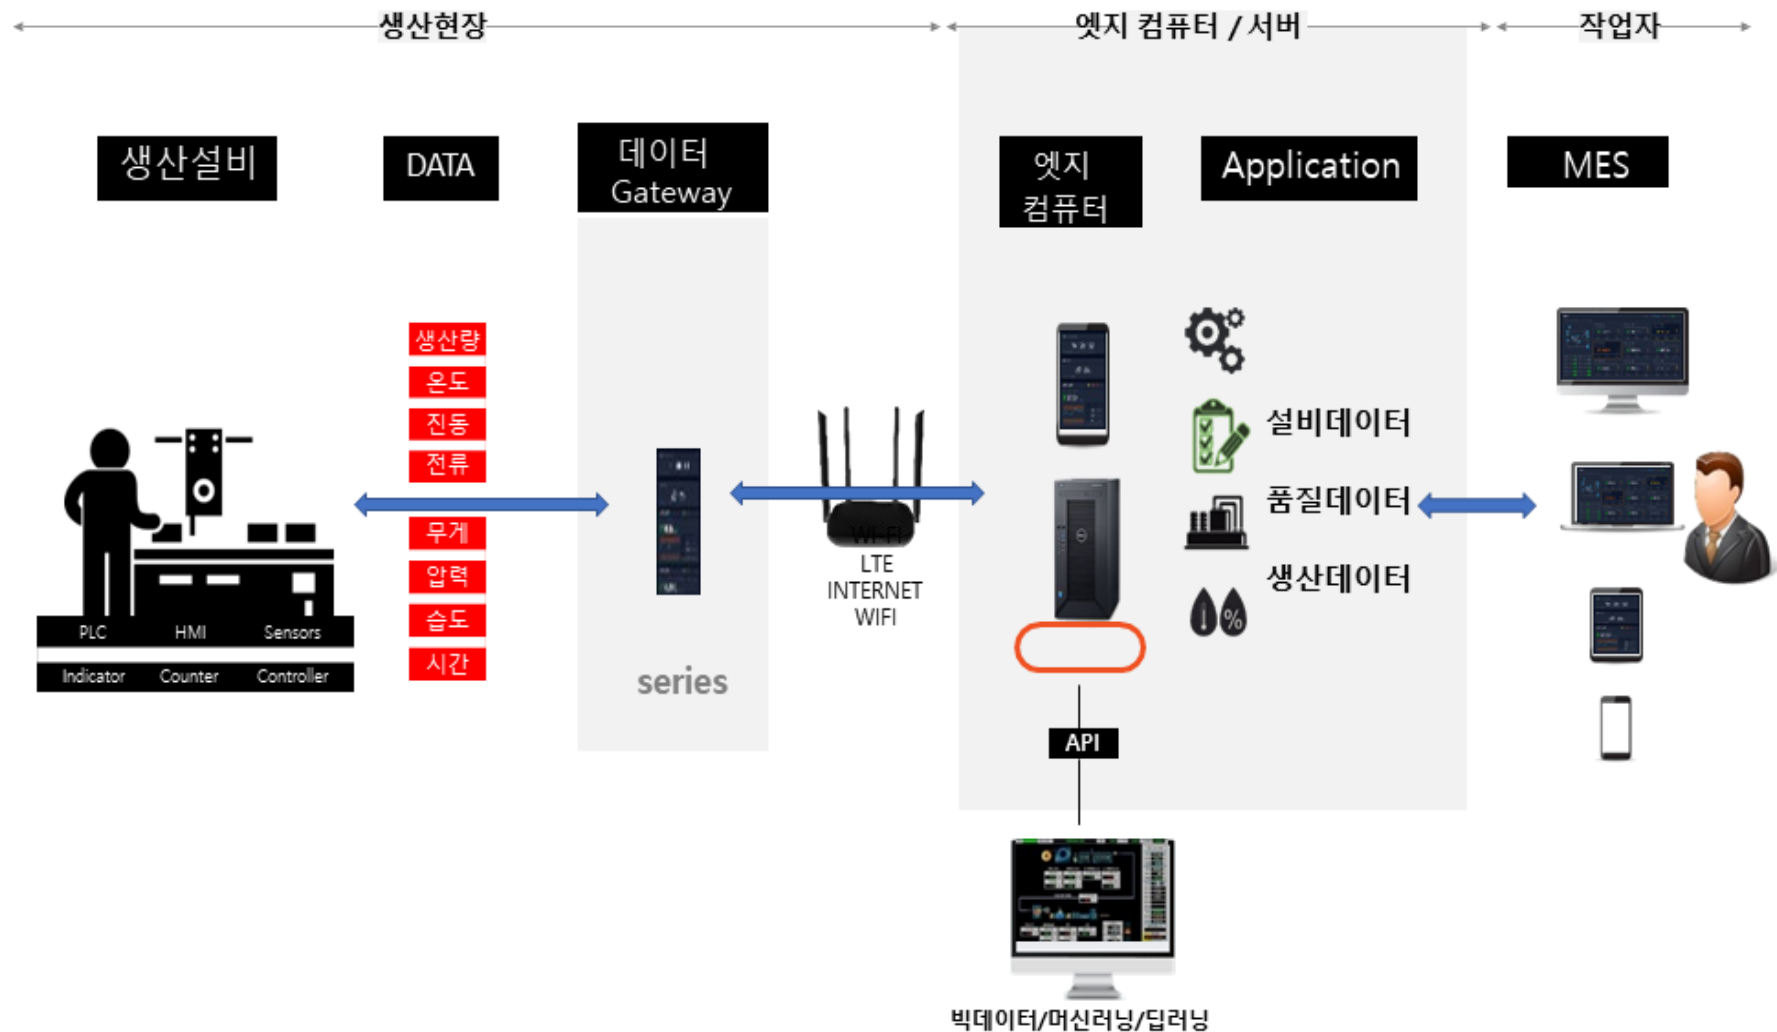 생산현장
엣지 컴퓨터 / 서버
작업자
생산설비
DATA
데이터
Gateway
엣지
컴퓨터
Application
MES
생산량
온도
진동
전류
무게
압력
습도
시간
PLC HMI Sensors
Indicator Counter Controller
series
Wi-Fi
LTE
INTERNET
WIFI
설비데이터
품질데이터
생산데이터
%
API
빅데이터/머신러닝/딥러닝